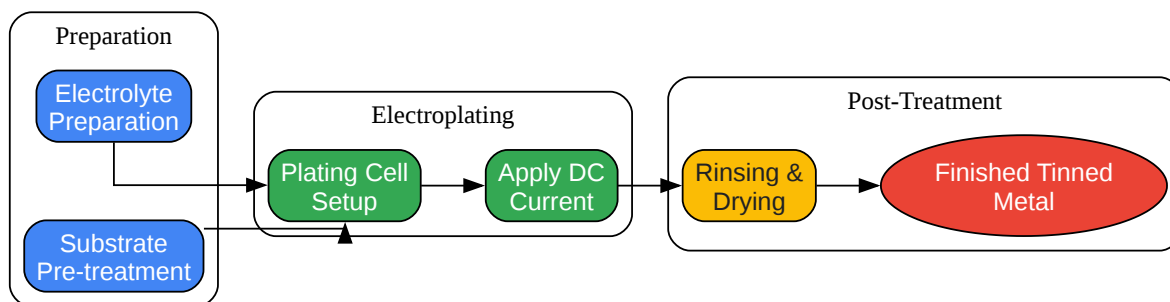 Preparation
Electrolyte
Preparation
Substrate
Pre-treatment
Electroplating
Plating Cell
Setup
Apply DC
Current
Post-Treatment
Rinsing &
Drying
Finished Tinned
Metal